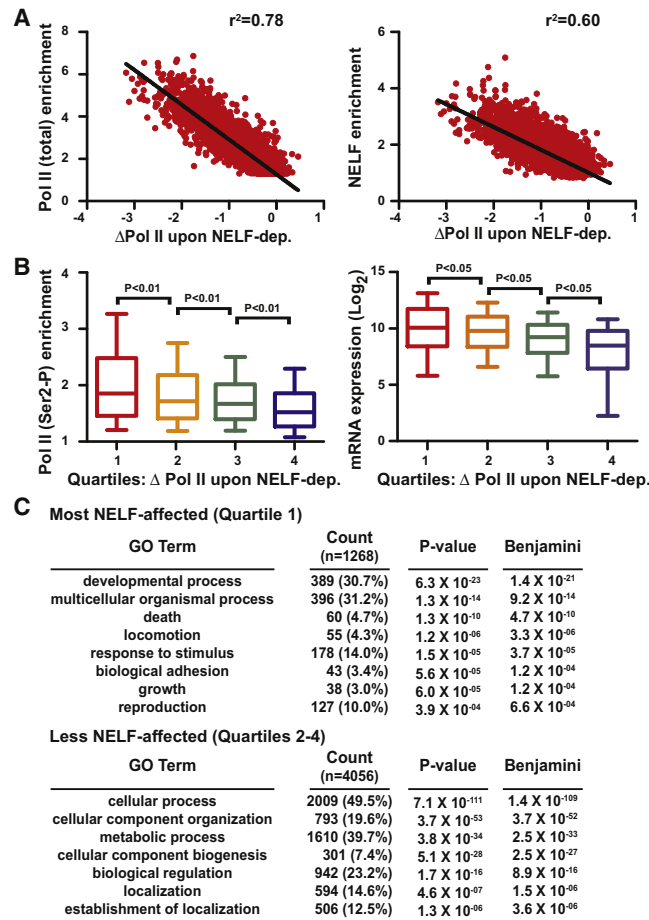 A
r²=0.78
r²=0.60
Pol II (total) enrichment
8
6
4
2
0
-4 -3 -2 -1 0 1
ΔPol II upon NELF-dep.
NELF enrichment
6
4
2
0
-4 -3 -2 -1 0 1
ΔPol II upon NELF-dep.
B
P<0.01
P<0.01
P<0.01
Pol II (Ser2-P) enrichment
4
3
2
1
1 2 3 4
Quartiles: Δ Pol II upon NELF-dep.
P<0.05
P<0.05
P<0.05
mRNA expression (Log₂)
15
10
5
0
1 2 3 4
Quartiles: Δ Pol II upon NELF-dep.
C Most NELF-affected (Quartile 1)
GO Term Count (n=1268) P-value Benjamini
developmental process 389 (30.7%) 6.3 X 10⁻²³ 1.4 X 10⁻²¹
multicellular organismal process 396 (31.2%) 1.3 X 10⁻¹⁴ 9.2 X 10⁻¹⁴
death 60 (4.7%) 1.3 X 10⁻¹⁰ 4.7 X 10⁻¹⁰
locomotion 55 (4.3%) 1.2 X 10⁻⁰⁶ 3.3 X 10⁻⁰⁶
response to stimulus 178 (14.0%) 1.5 X 10⁻⁰⁵ 3.7 X 10⁻⁰⁵
biological adhesion 43 (3.4%) 5.6 X 10⁻⁰⁵ 1.2 X 10⁻⁰⁴
growth 38 (3.0%) 6.0 X 10⁻⁰⁵ 1.2 X 10⁻⁰⁴
reproduction 127 (10.0%) 3.9 X 10⁻⁰⁴ 6.6 X 10⁻⁰⁴
Less NELF-affected (Quartiles 2-4)
GO Term Count (n=4056) P-value Benjamini
cellular process 2009 (49.5%) 7.1 X 10⁻¹¹¹ 1.4 X 10⁻¹⁰⁹
cellular component organization 793 (19.6%) 3.7 X 10⁻⁵³ 3.7 X 10⁻⁵²
metabolic process 1610 (39.7%) 3.8 X 10⁻³⁴ 2.5 X 10⁻³³
cellular component biogenesis 301 (7.4%) 5.1 X 10⁻²⁸ 2.5 X 10⁻²⁷
biological regulation 942 (23.2%) 1.7 X 10⁻¹⁶ 8.9 X 10⁻¹⁶
localization 594 (14.6%) 4.6 X 10⁻⁰⁷ 1.5 X 10⁻⁰⁶
establishment of localization 506 (12.5%) 1.3 X 10⁻⁰⁶ 3.6 X 10⁻⁰⁶